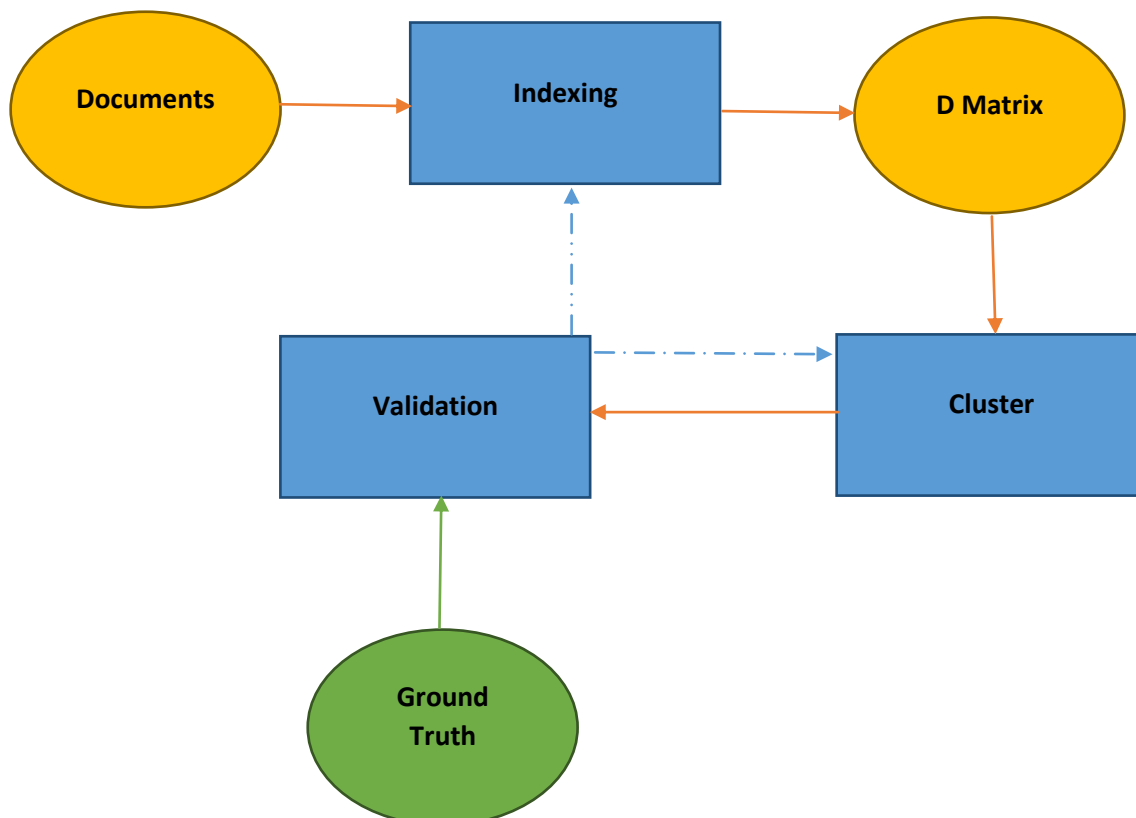 Documents
Indexing
D Matrix
Validation
Cluster
Ground
Truth